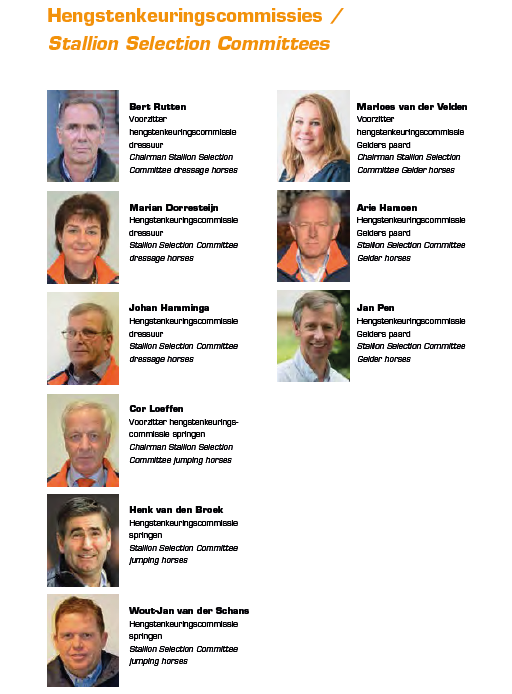 Hengstenkeuringscommissies /
Stallion Selection Committees
Bert Rutten
Voorzitter
hengstenkeuringscommissie
dressuur
Chairman Stallion Selection
Committee dressage horses
Marian Dorresteijn
Hengstenkeuringscommissie
dressuur
Stallion Selection Committee
dressage horses
Johan Hamminga
Hengstenkeuringscommissie
dressuur
Stallion Selection Committee
dressage horses
Cor Loeffen
Voorzitter hengstenkeurings-
commissie springen
Chairman Stallion Selection
Committee jumping horses
Henk van den Broek
Hengstenkeuringscommissie
springen
Stallion Selection Committee
jumping horses
Wout-Jan van der Schans
Hengstenkeuringscommissie
springen
Stallion Selection Committee
jumping horses
Marloes van der Velden
Voorzitter
hengstenkeuringscommissie
Gelders paard
Chairman Stallion Selection
Committee Gelder horses
Arie Hamoen
Hengstenkeuringscommissie
Gelders paard
Stallion Selection Committee
Gelder horses
Jan Pen
Hengstenkeuringscommissie
Gelders paard
Stallion Selection Committee
Gelder horses